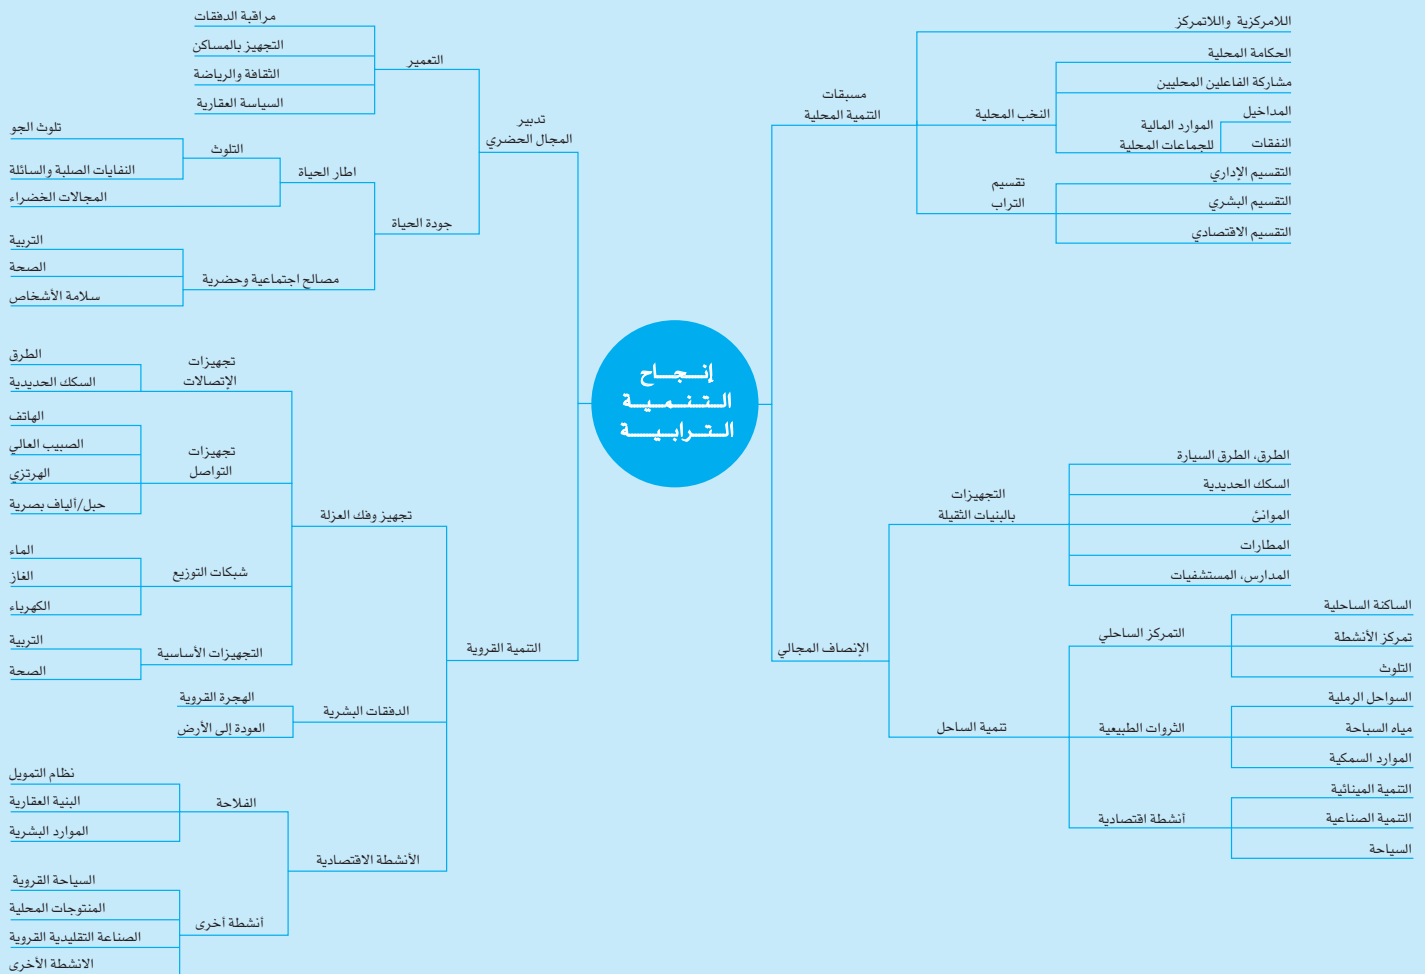 إنـــجـــاح
الـــتـــنـــمـــيـــة
الـــتـــرابـــيـــة
مسبقات
التنمية المحلية
اللامركزية واللاتمركز
النخب المحلية
الحكامة المحلية
مشاركة الفاعلين المحليين
الموارد المالية
للجماعات المحلية
المداخيل
النفقات
تقسيم
التراب
التقسيم الإداري
التقسيم البشري
التقسيم الاقتصادي
الإنصاف المجالي
التجهيزات
بالبنيات الثقيلة
الطرق، الطرق السيارة
السكك الحديدية
الموانئ
المطارات
المدارس، المستشفيات
تنمية الساحل
التمركز الساحلي
الساكنة الساحلية
تمركز الأنشطة
التلوث
الثروات الطبيعية
السواحل الرملية
مياه السباحة
الموارد السمكية
أنشطة اقتصادية
التنمية المينائية
التنمية الصناعية
السياحة
تدبير
المجال الحضري
التعمير
مراقبة الدفقات
التجهيز بالمساكن
الثقافة والرياضة
السياسة العقارية
جودة الحياة
اطار الحياة
التلوث
تلوث الجو
النفايات الصلبة والسائلة
المجالات الخضراء
مصالح اجتماعية وحضرية
التربية
الصحة
سلامة الأشخاص
التنمية القروية
تجهيز وفك العزلة
تجهيزات
الإتصالات
الطرق
السكك الحديدية
تجهيزات
التواصل
الهاتف
الصبيب العالي
الهرتزي
حبل/ألياف بصرية
شبكات التوزيع
الماء
الغاز
الكهرباء
التجهيزات الأساسية
التربية
الصحة
الدفقات البشرية
الهجرة القروية
العودة إلى الأرض
الأنشطة الاقتصادية
الفلاحة
نظام التمويل
البنية العقارية
الموارد البشرية
أنشطة أخرى
السياحة القروية
المنتوجات المحلية
الصناعة التقليدية القروية
الانشطة الأخرى